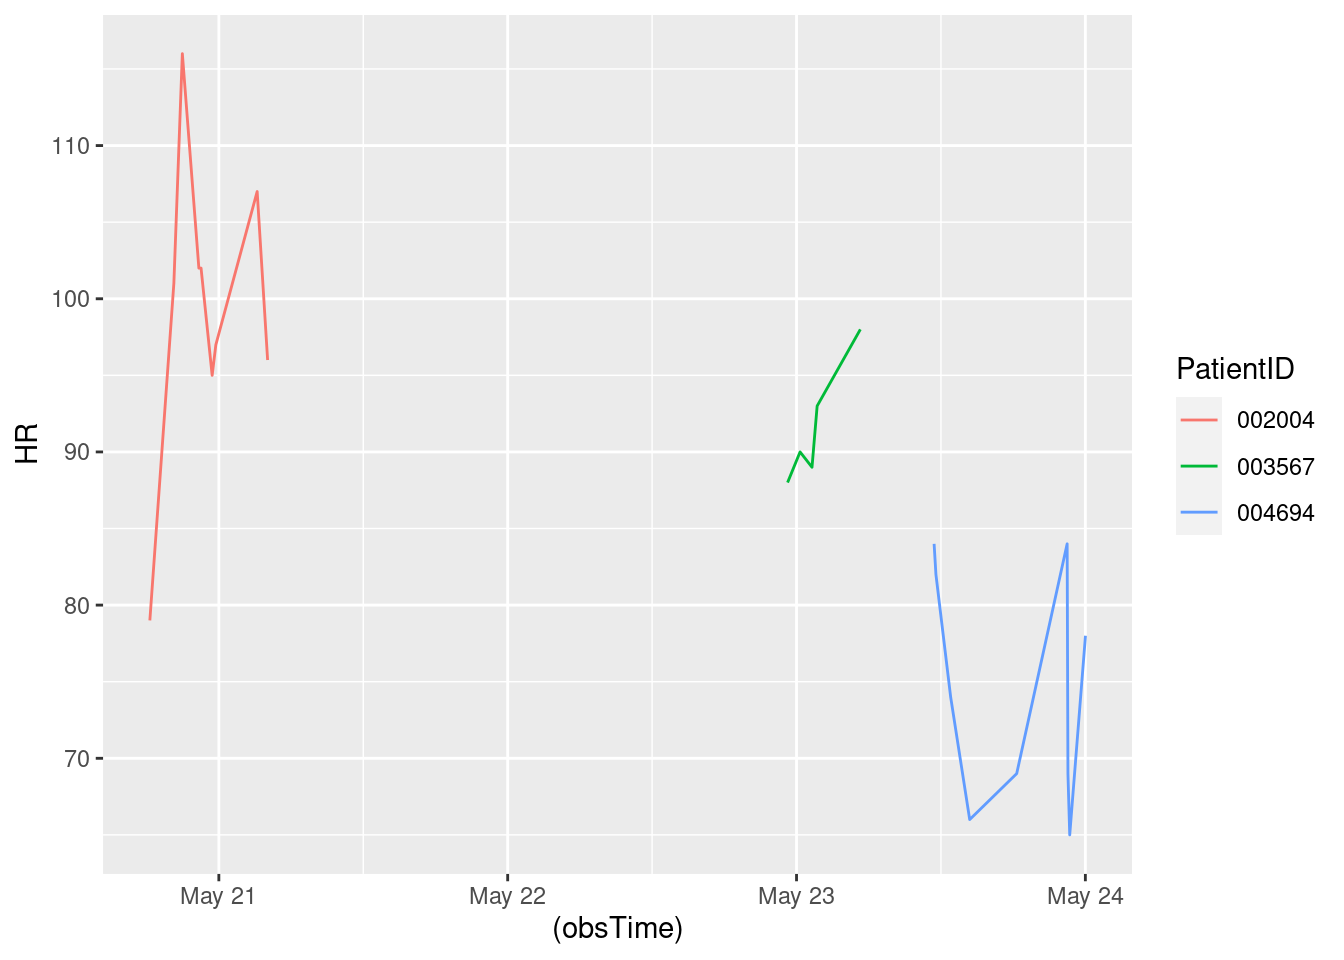 HR
110
100
90
80
70
May 21
May 22
May 23
May 24
(obsTime)
PatientID
002004
003567
004694